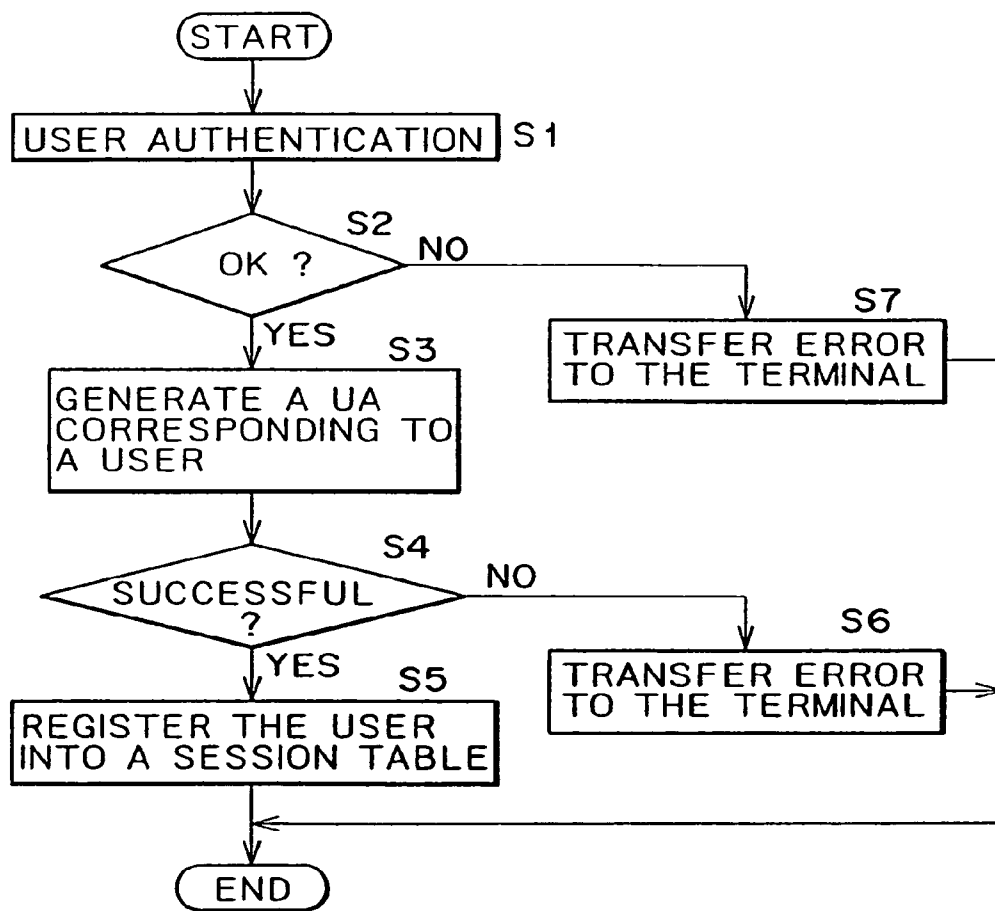 START
USER AUTHENTICATION
S1
S2
OK ?
NO
YES
S7
TRANSFER ERROR
TO THE TERMINAL
S3
GENERATE A UA
CORRESPONDING TO
A USER
S4
SUCCESSFUL
?
NO
YES
S6
TRANSFER ERROR
TO THE TERMINAL
S5
REGISTER THE USER
INTO A SESSION TABLE
END